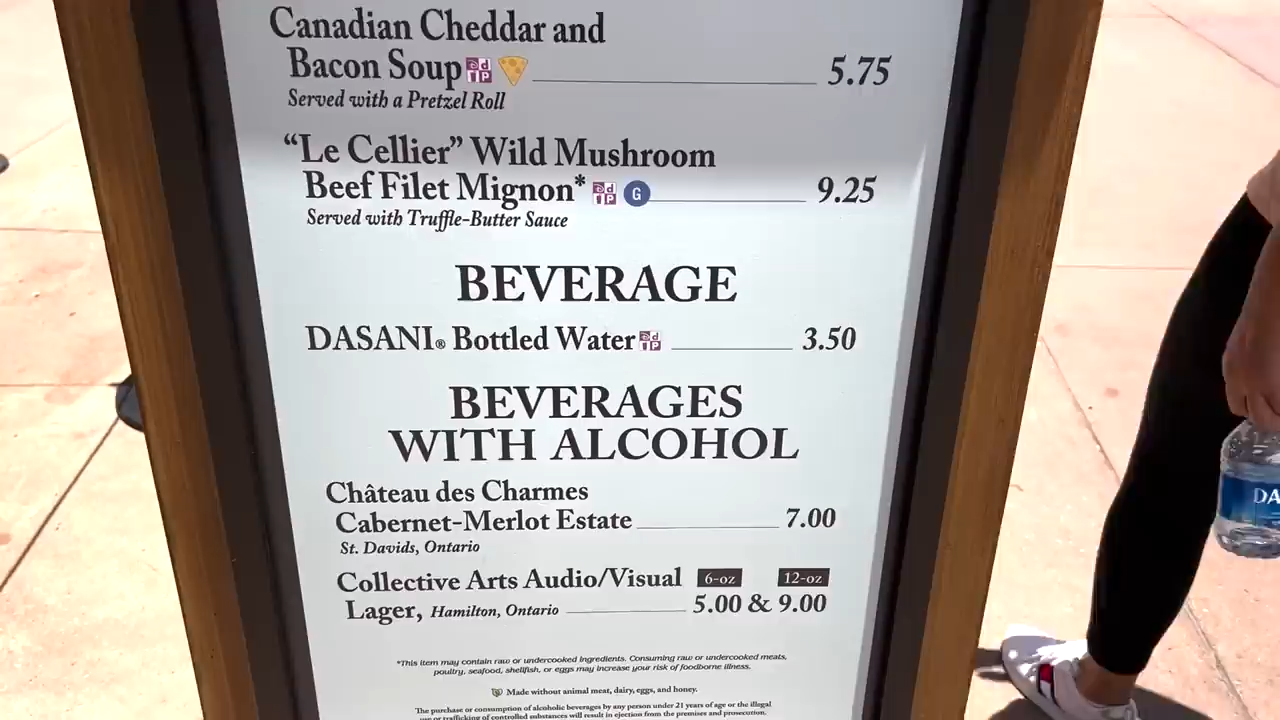 Canadian Cheddar and
Bacon Soup 5.75
Served with a Pretzel Roll
“Le Cellier” Wild Mushroom
Beef Filet Mignon* G 9.25
Served with Truffle-Butter Sauce
BEVERAGE
DASANI® Bottled Water 3.50
BEVERAGES
WITH ALCOHOL
Château des Charmes
Cabernet-Merlot Estate 7.00
St. Davids, Ontario
Collective Arts Audio/Visual 6-oz 12-oz
Lager, Hamilton, Ontario 5.00 & 9.00
*This item may contain raw or undercooked ingredients. Consuming raw or undercooked meats,
poultry, seafood, shellfish, or eggs may increase your risk of foodborne illness.
Made without animal meat, dairy, eggs, and honey.
The purchase or consumption of alcoholic beverages by any person under 21 years of age or the illegal
use or trafficking of controlled substances will result in ejection from the premises and prosecution.
DA